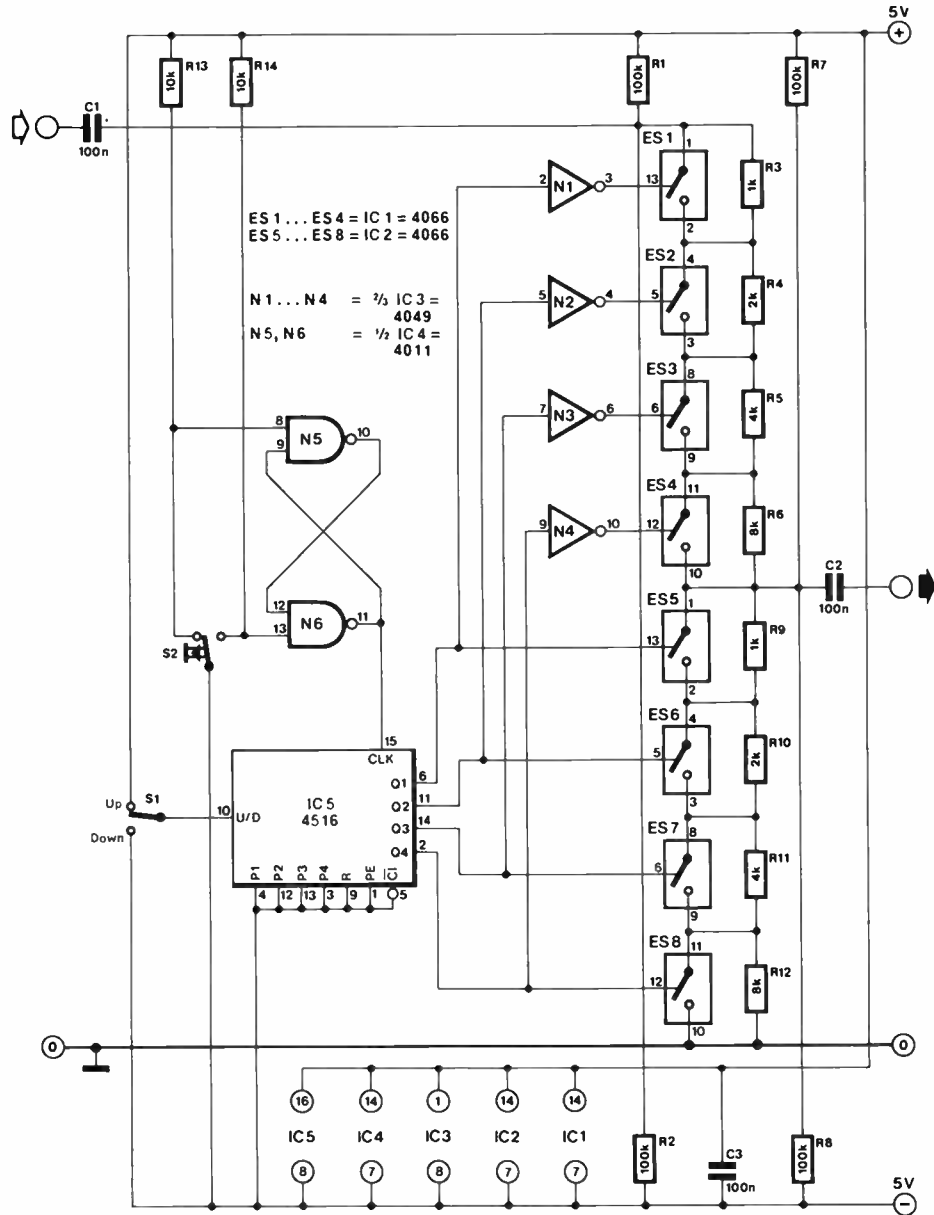 5V
+
R13
10k
R14
10k
R1
100k
R7
100k
C1
100n
ES1
1
13
2
R3
1k
2
N1
3
ES1...ES4 = IC1 = 4066
ES5...ES8 = IC2 = 4066
N1...N4 = 2/3 IC3 =
4049
N5, N6 = 1/2 IC4 =
4011
ES2
4
5
3
R4
2k
5
N2
4
ES3
8
6
9
R5
4k
7
N3
6
8
9
N5
10
ES4
11
12
10
R6
8k
9
N4
10
C2
100n
12
13
N6
11
S2
ES5
1
13
2
R9
1k
ES6
4
5
3
R10
2k
15
CLK
Up
S1
Down
10
U/D
IC5
4516
Q1
6
Q2
11
Q3
14
Q4
2
P1
P2
P3
P4
R
PE
CI
4
12
13
3
9
1
5
ES7
8
6
9
R11
4k
ES8
11
12
10
R12
8k
0
0
16
14
1
14
14
IC5
IC4
IC3
IC2
IC1
8
7
8
7
7
R2
100k
C3
100n
R8
100k
5V
−